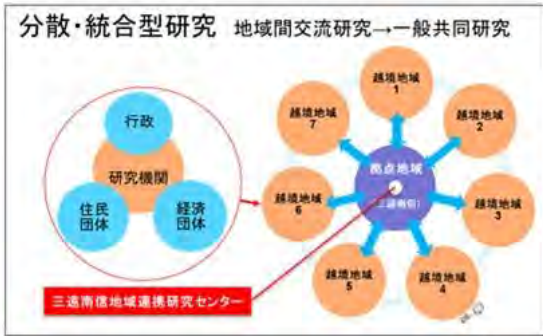 分散・統合型研究 地域間交流研究→一般共同研究
行政
研究機関
住民
団体
経済
団体
三遠南信地域連携研究センター
越境地域
1
越境地域
2
越境地域
3
越境地域
4
越境地域
5
越境地域
6
越境地域
7
拠点地域
(三遠南信)